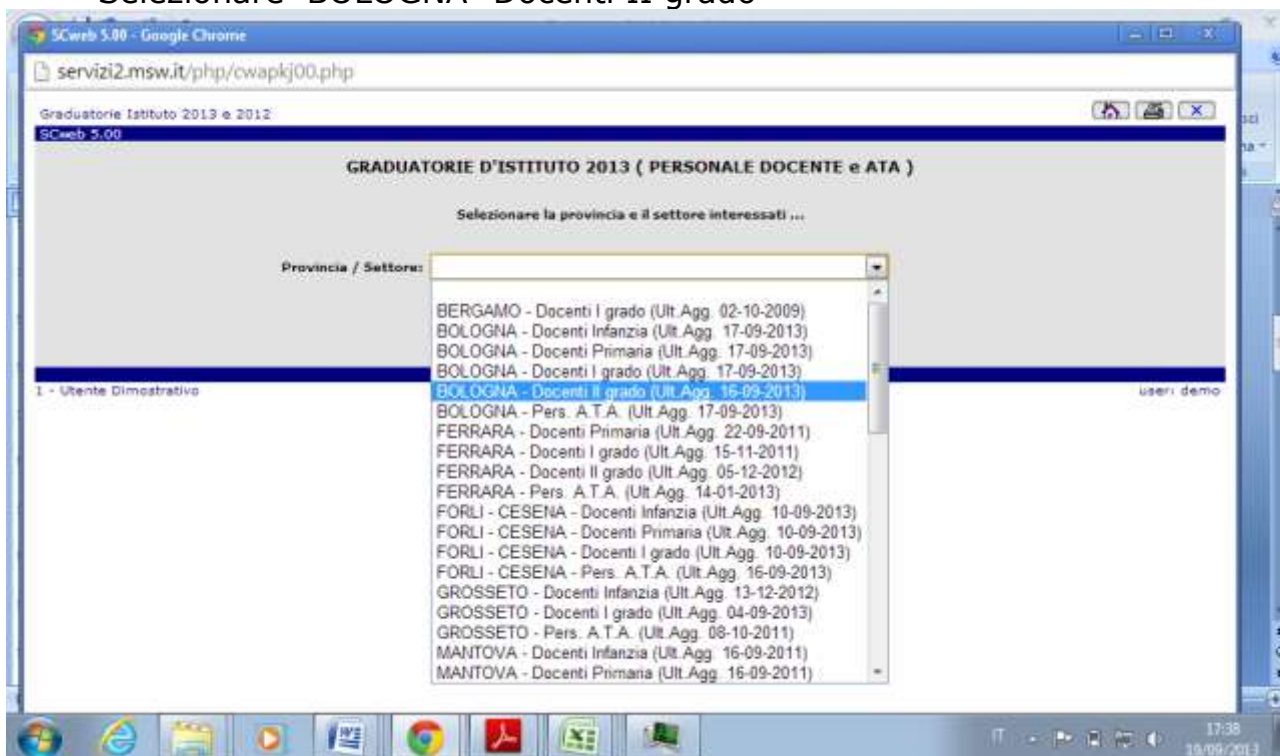 Selezionare "BOLOGNA" Docenti II grado
SCweb 5.00 - Google Chrome
servizi2.msw.it/php/cwapkj00.php
Graduatorie Istituto 2013 e 2012
SCweb 5.00
GRADUATORIE D'ISTITUTO 2013 ( PERSONALE DOCENTE e ATA )
Selezionare la provincia e il settore interessati ...
Provincia / Settore:
BERGAMO - Docenti I grado (Ult.Agg. 02-10-2009)
BOLOGNA - Docenti Infanzia (Ult.Agg. 17-09-2013)
BOLOGNA - Docenti Primaria (Ult.Agg. 17-09-2013)
BOLOGNA - Docenti I grado (Ult.Agg. 17-09-2013)
BOLOGNA - Docenti II grado (Ult.Agg. 16-09-2013)
BOLOGNA - Pers. A.T.A. (Ult.Agg. 17-09-2013)
FERRARA - Docenti Primaria (Ult.Agg. 22-09-2011)
FERRARA - Docenti I grado (Ult.Agg. 15-11-2011)
FERRARA - Docenti II grado (Ult.Agg. 05-12-2012)
FERRARA - Pers. A.T.A. (Ult.Agg. 14-01-2013)
FORLI - CESENA - Docenti Infanzia (Ult.Agg. 10-09-2013)
FORLI - CESENA - Docenti Primaria (Ult.Agg. 10-09-2013)
FORLI - CESENA - Docenti I grado (Ult.Agg. 10-09-2013)
FORLI - CESENA - Pers. A.T.A. (Ult.Agg. 16-09-2013)
GROSSETO - Docenti Infanzia (Ult.Agg. 13-12-2012)
GROSSETO - Docenti I grado (Ult.Agg. 04-09-2013)
GROSSETO - Pers. A.T.A. (Ult.Agg. 08-10-2011)
MANTOVA - Docenti Infanzia (Ult.Agg. 16-09-2011)
MANTOVA - Docenti Primaria (Ult.Agg. 16-09-2011)
1 - Utente Dimostrativo
user: demo
IT
17:38
19/09/2013